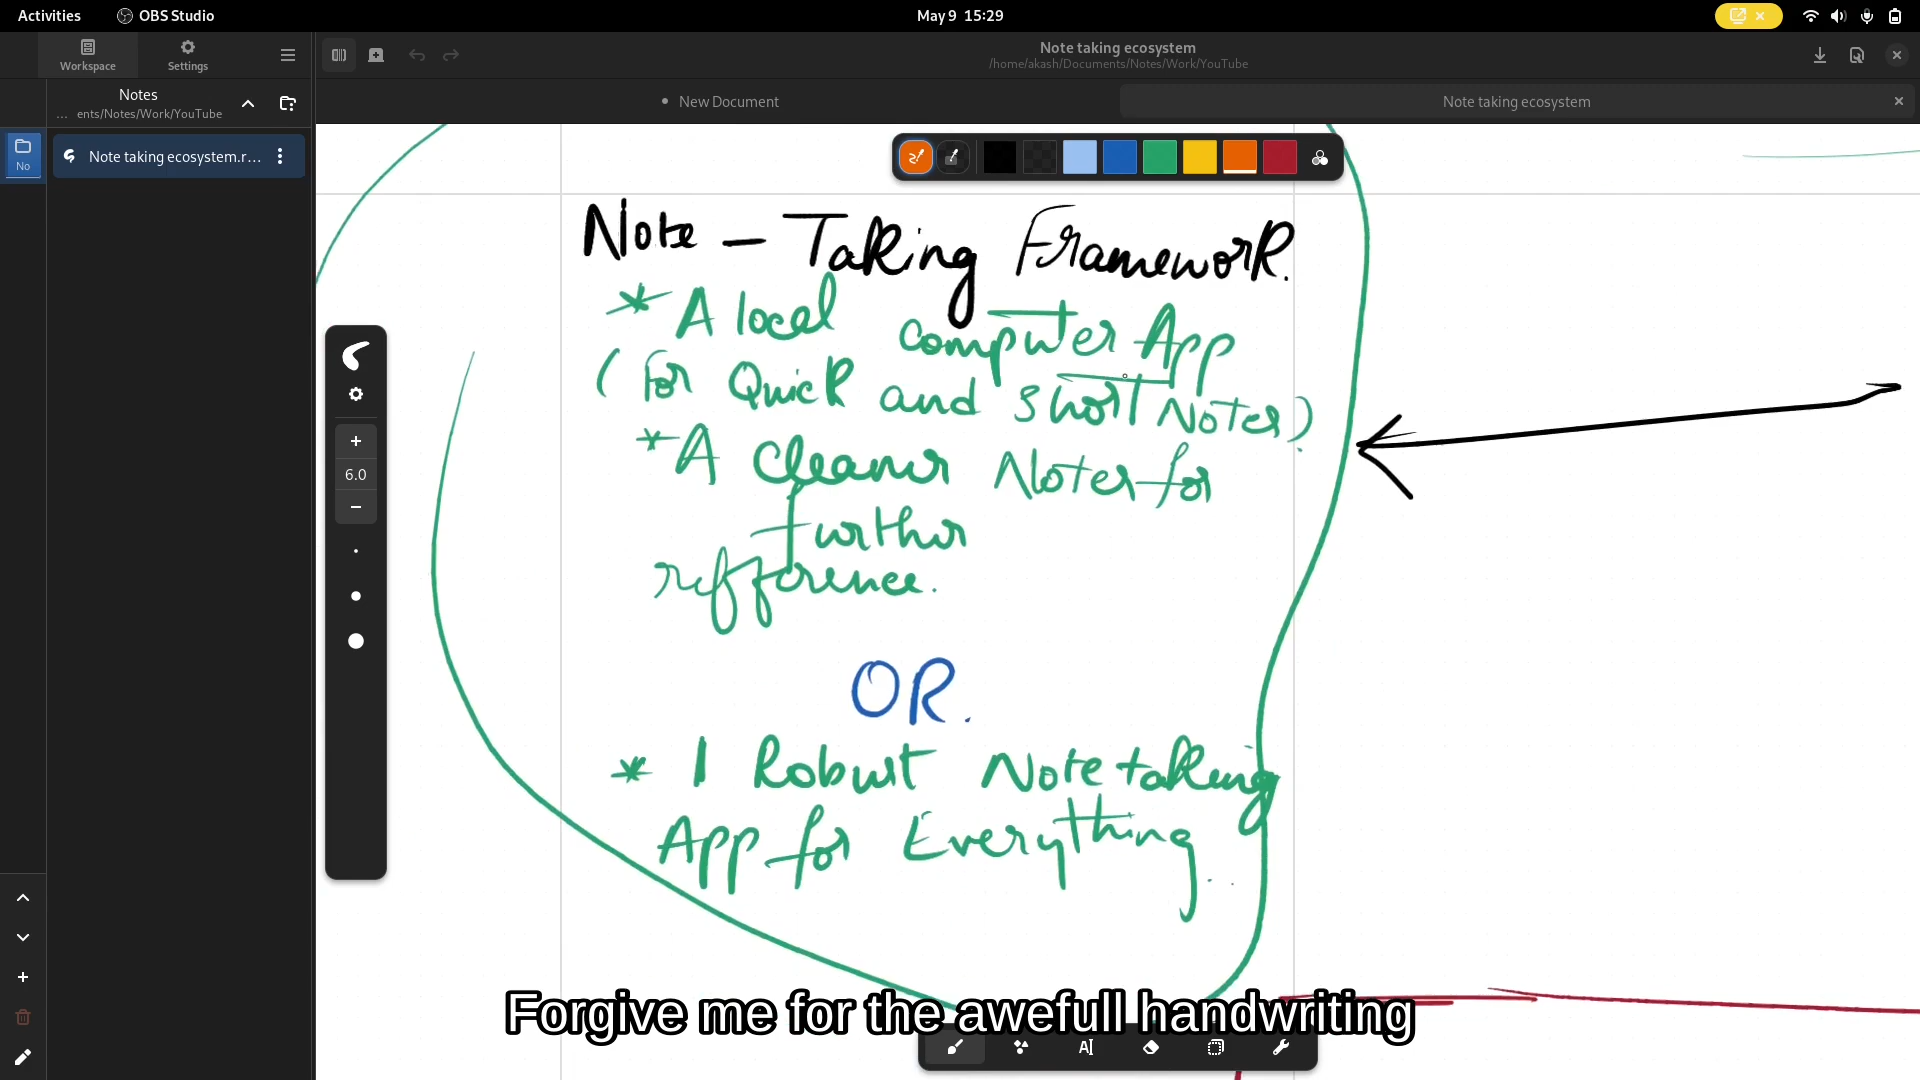 Activities
OBS Studio
May 9 15:29
Workspace
Settings
Note taking ecosystem
/home/akash/Documents/Notes/Work/YouTube
Notes
... ents/Notes/Work/YouTube
New Document
Note taking ecosystem
No
Note taking ecosystem.r...
Note - Taking Framework.
* A local computer App
(For Quick and short Notes)
6.0
* A Cleaner Notes for
further
refference.
OR.
* 1 Robust Note taking
App for Everything..
Forgive me for the awefull handwriting